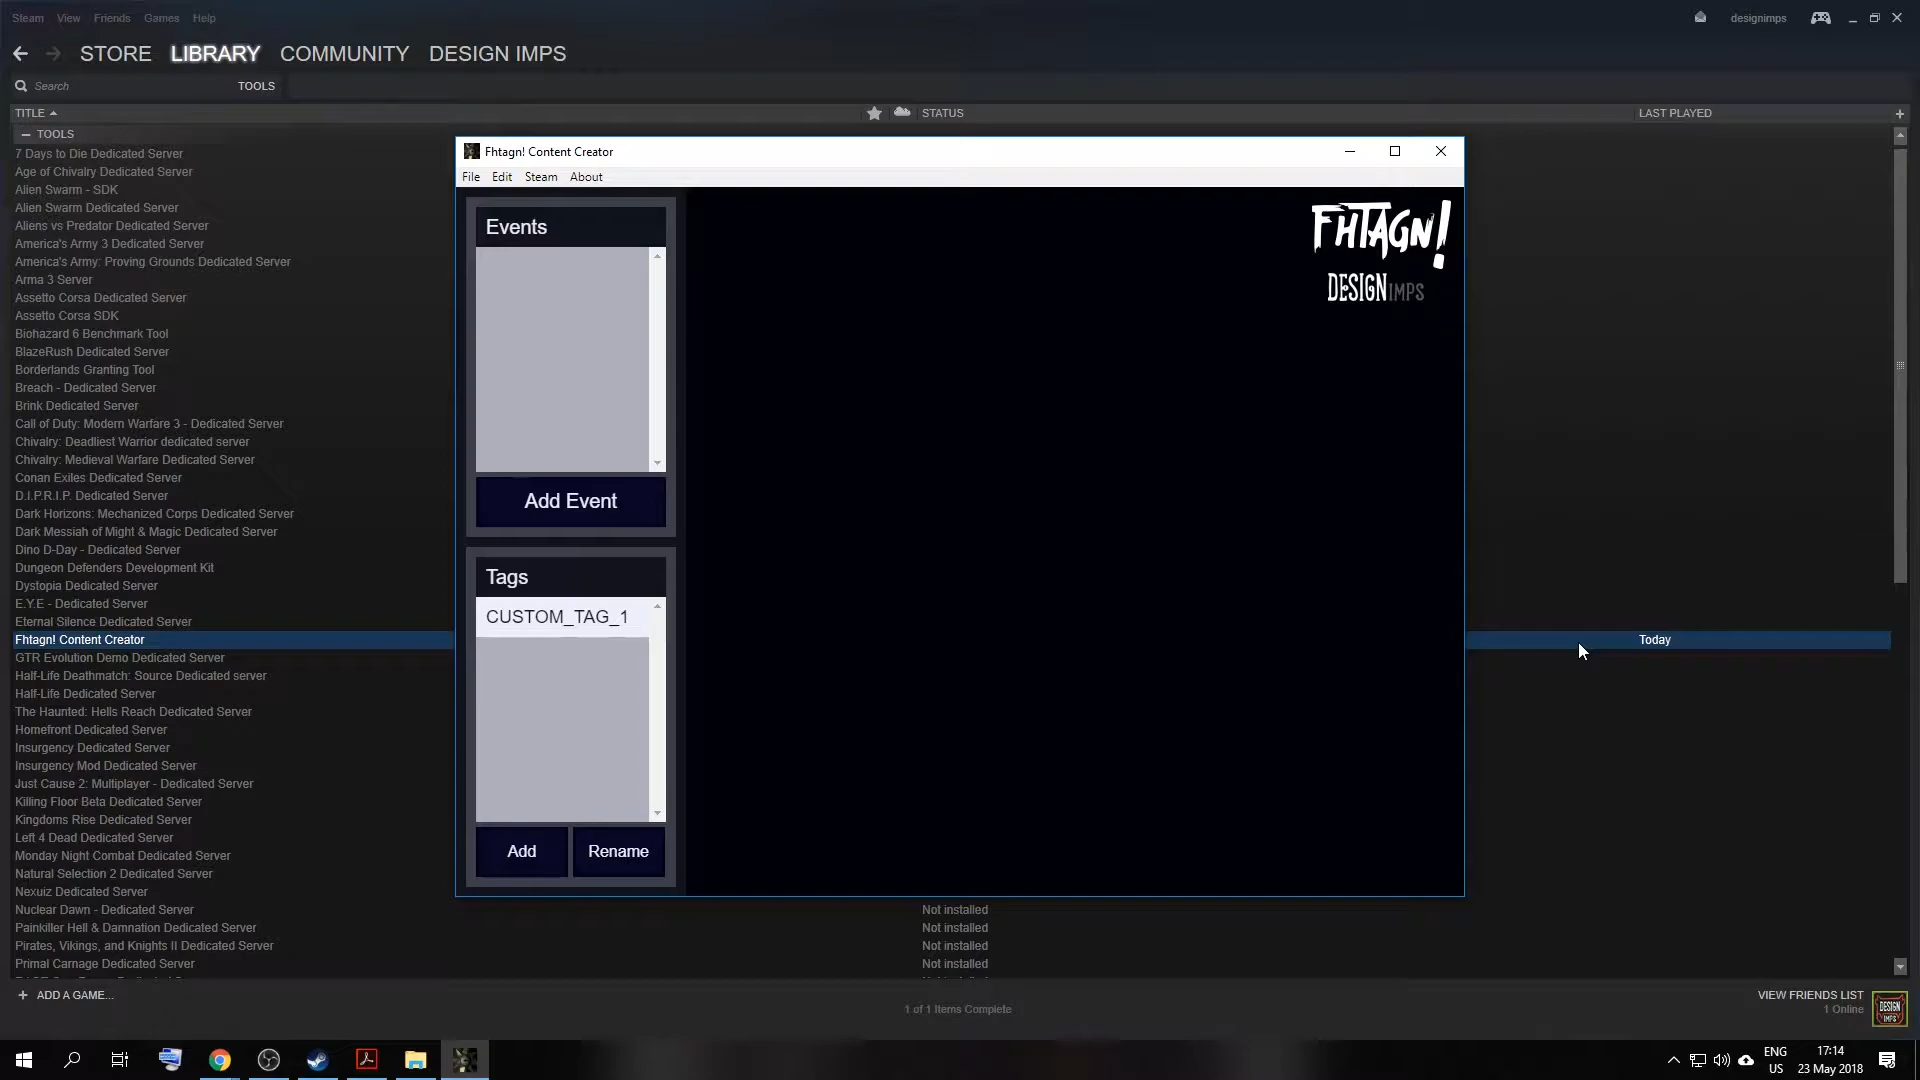 Steam View Friends Games Help
designimps
STORE LIBRARY COMMUNITY DESIGN IMPS
Search TOOLS
TITLE STATUS LAST PLAYED
TOOLS
7 Days to Die Dedicated Server
Age of Chivalry Dedicated Server
Alien Swarm - SDK
Alien Swarm Dedicated Server
Aliens vs Predator Dedicated Server
America's Army 3 Dedicated Server
America's Army: Proving Grounds Dedicated Server
Arma 3 Server
Assetto Corsa Dedicated Server
Assetto Corsa SDK
Biohazard 6 Benchmark Tool
BlazeRush Dedicated Server
Borderlands Granting Tool
Breach - Dedicated Server
Brink Dedicated Server
Call of Duty: Modern Warfare 3 - Dedicated Server
Chivalry: Deadliest Warrior dedicated server
Chivalry: Medieval Warfare Dedicated Server
Conan Exiles Dedicated Server
D.I.P.R.I.P. Dedicated Server
Dark Horizons: Mechanized Corps Dedicated Server
Dark Messiah of Might & Magic Dedicated Server
Dino D-Day - Dedicated Server
Dungeon Defenders Development Kit
Dystopia Dedicated Server
E.Y.E - Dedicated Server
Eternal Silence Dedicated Server
Fhtagn! Content Creator Today
GTR Evolution Demo Dedicated Server
Half-Life Deathmatch: Source Dedicated server
Half-Life Dedicated Server
The Haunted: Hells Reach Dedicated Server
Homefront Dedicated Server
Insurgency Dedicated Server
Insurgency Mod Dedicated Server
Just Cause 2: Multiplayer - Dedicated Server
Killing Floor Beta Dedicated Server
Kingdoms Rise Dedicated Server
Left 4 Dead Dedicated Server
Monday Night Combat Dedicated Server
Natural Selection 2 Dedicated Server
Nexuiz Dedicated Server
Nuclear Dawn - Dedicated Server Not installed
Painkiller Hell & Damnation Dedicated Server Not installed
Pirates, Vikings, and Knights II Dedicated Server Not installed
Primal Carnage Dedicated Server Not installed
Fhtagn! Content Creator
File Edit Steam About
Events
Add Event
Tags
CUSTOM_TAG_1
Add Rename
FHTAGN!
DESIGN IMPS
ADD A GAME...
1 of 1 Items Complete
VIEW FRIENDS LIST
1 Online
DESIGN
IMPS
ENG
US
17:14
23 May 2018